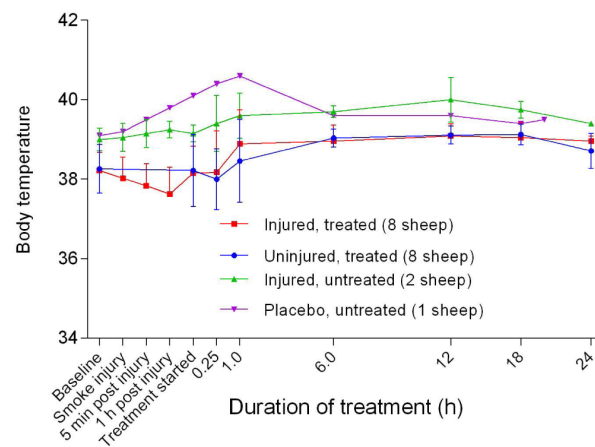 42
40
38
36
34
Body temperature
Injured, treated (8 sheep)
Uninjured, treated (8 sheep)
Injured, untreated (2 sheep)
Placebo, untreated (1 sheep)
Baseline
Smoke injury
5 min post injury
1 h post injury
Treatment started
0.25
1.0
6.0
12
18
24
Duration of treatment (h)